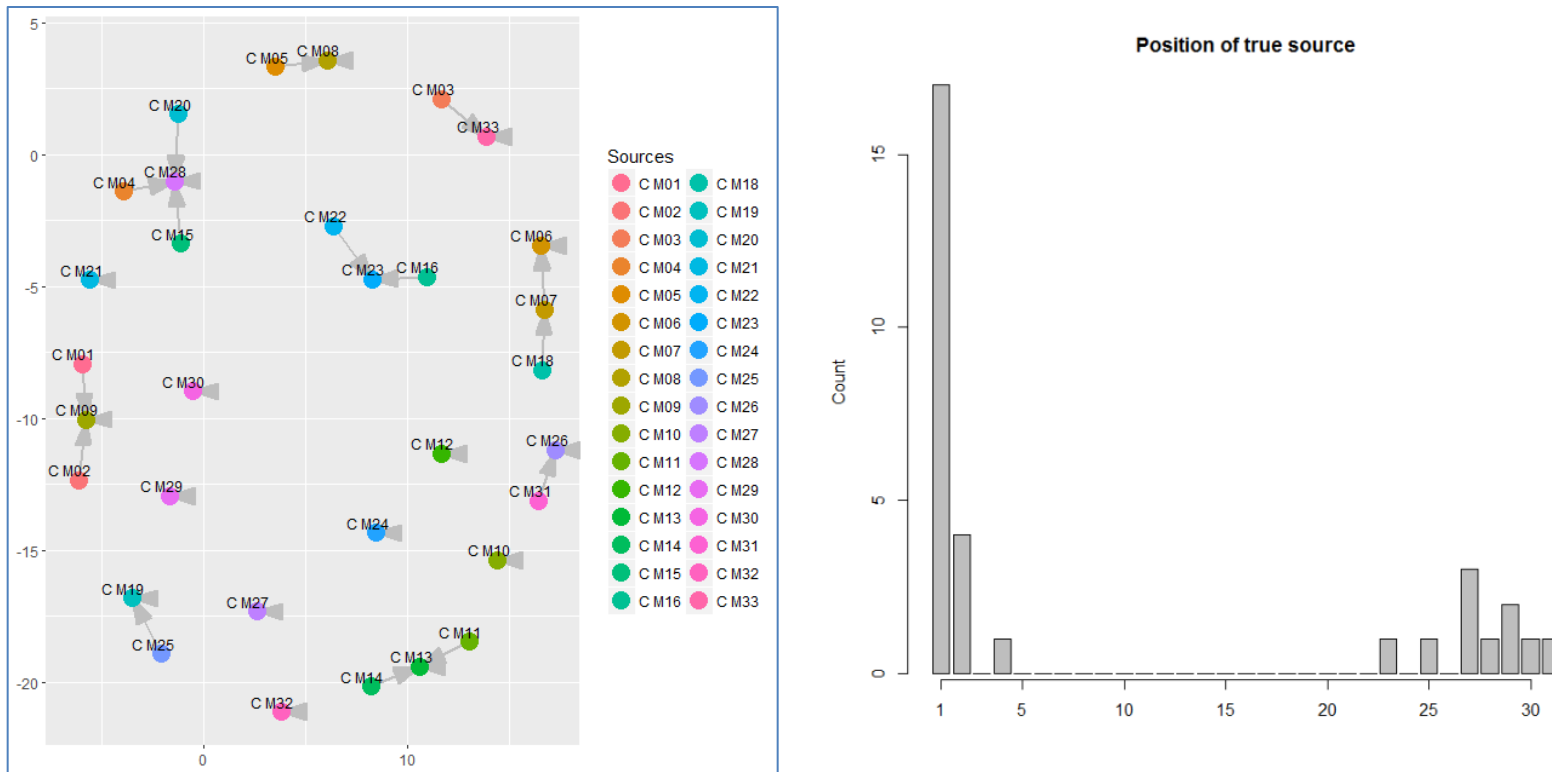 5
0
-5
-10
-15
-20
0
10
C M05
C M08
C M03
C M33
C M20
C M28
C M04
C M15
C M21
C M22
C M23
C M16
C M06
C M07
C M18
C M01
C M30
C M09
C M02
C M12
C M26
C M29
C M31
C M24
C M10
C M19
C M27
C M25
C M11
C M13
C M14
C M32
Sources
C M01
C M02
C M03
C M04
C M05
C M06
C M07
C M08
C M09
C M10
C M11
C M12
C M13
C M14
C M15
C M16
C M18
C M19
C M20
C M21
C M22
C M23
C M24
C M25
C M26
C M27
C M28
C M29
C M30
C M31
C M32
C M33
Position of true source
Count
15
10
5
0
1
5
10
15
20
25
30